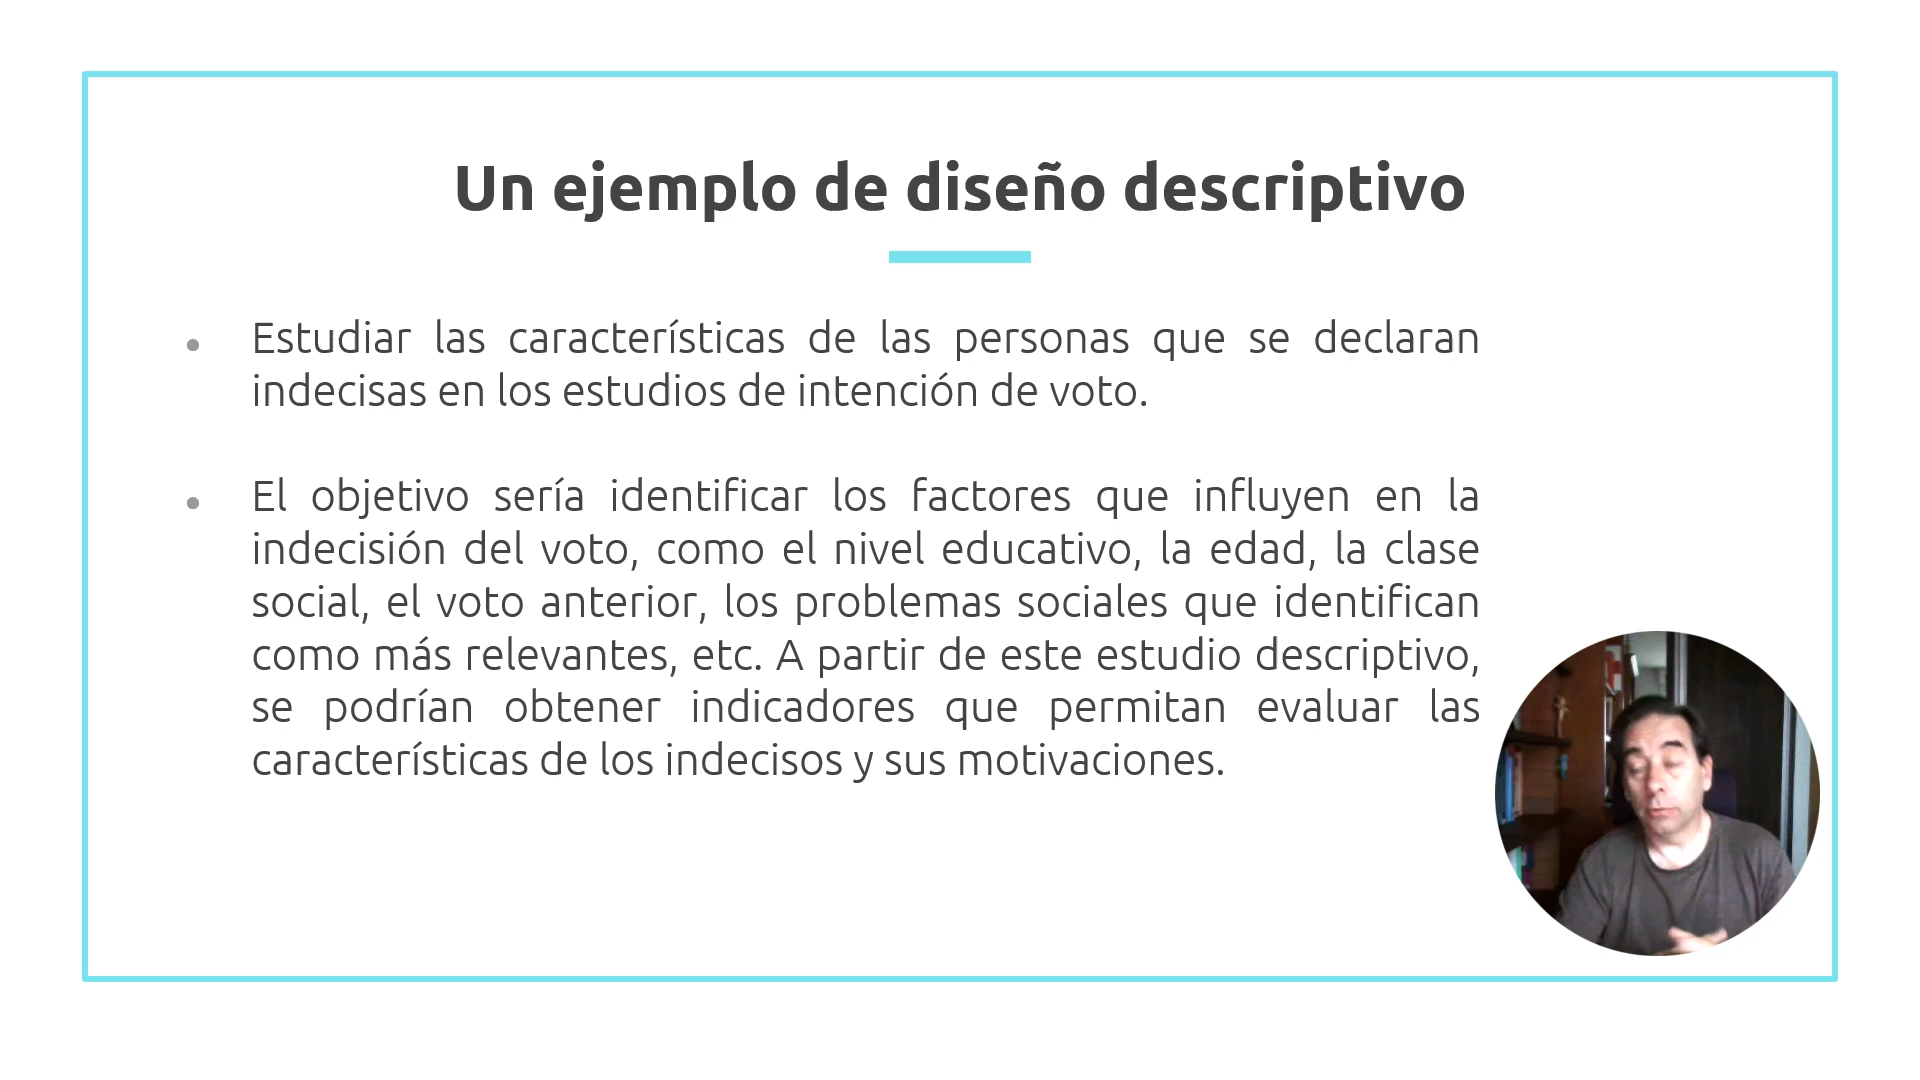 Un ejemplo de diseño descriptivo
Estudiar las características de las personas que se declaran
indecisas en los estudios de intención de voto.
El objetivo sería identificar los factores que influyen en la
indecisión del voto, como el nivel educativo, la edad, la clase
social, el voto anterior, los problemas sociales que identifican
como más relevantes, etc. A partir de este estudio descriptivo,
se podrían obtener indicadores que permitan evaluar las
características de los indecisos y sus motivaciones.